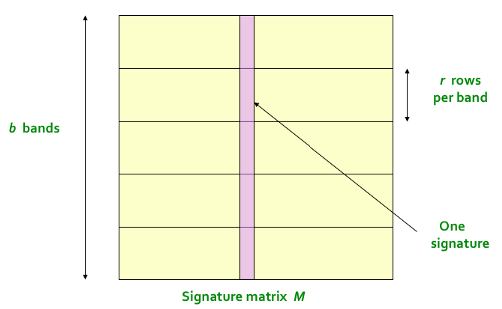 r rows
per band
b bands
One
signature
Signature matrix M